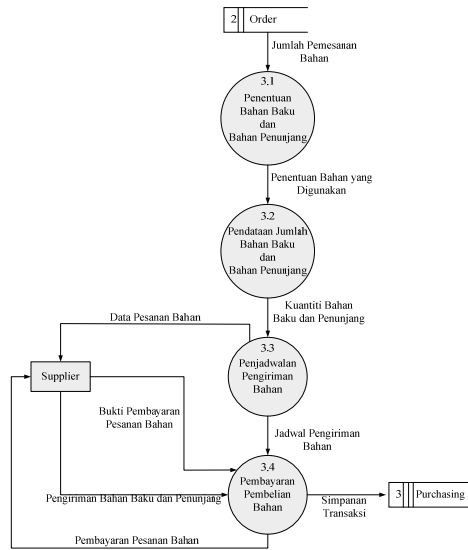 2 Order
Jumlah Pemesanan
Bahan
3.1
Penentuan
Bahan Baku
dan
Bahan Penunjang
Penentuan Bahan yang
Digunakan
3.2
Pendataan Jumlah
Bahan Baku
dan
Bahan Penunjang
Kuantiti Bahan
Baku dan Penunjang
Data Pesanan Bahan
3.3
Penjadwalan
Pengiriman
Bahan
Supplier
Bukti Pembayaran
Pesanan Bahan
Jadwal Pengiriman
Bahan
3.4
Pembayaran
Pembelian
Bahan
Pengiriman Bahan Baku dan Penunjang
Simpanan
Transaksi
3 Purchasing
Pembayaran Pesanan Bahan